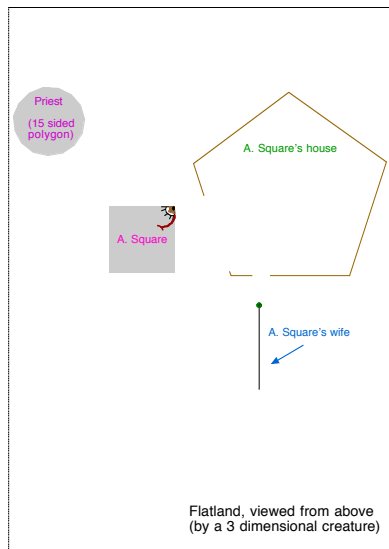 Priest
(15 sided
polygon)
A. Square's house
A. Square
A. Square's wife
Flatland, viewed from above
(by a 3 dimensional creature)